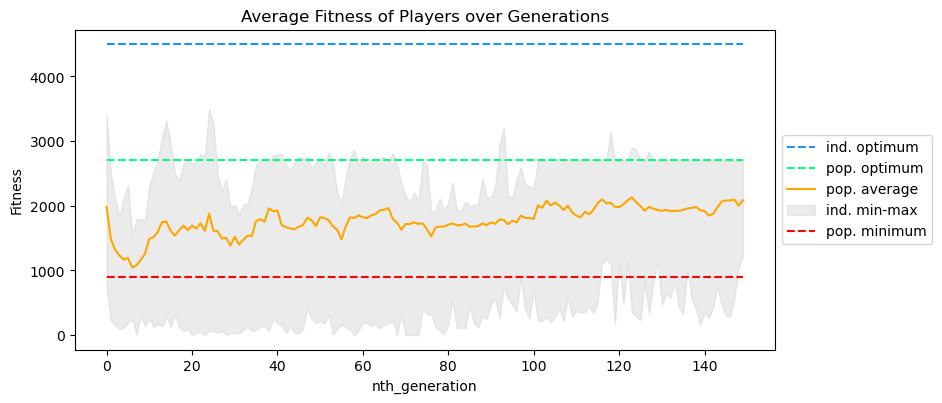 Average Fitness of Players over Generations
Fitness
4000
3000
2000
1000
0
0 20 40 60 80 100 120 140
nth_generation
ind. optimum
pop. optimum
pop. average
ind. min-max
pop. minimum